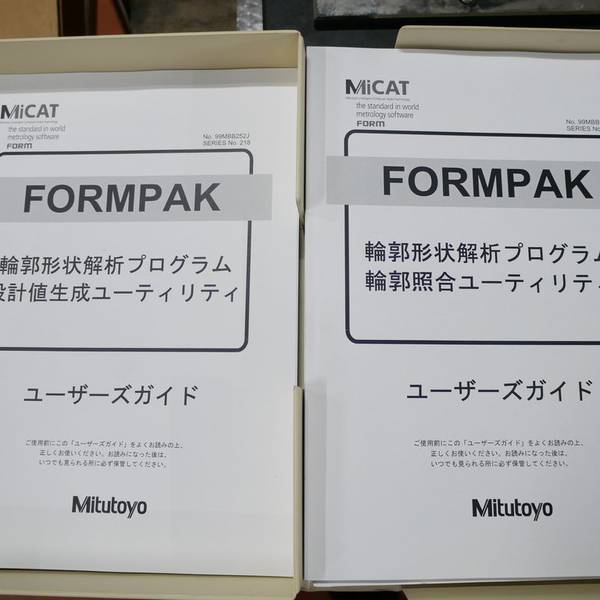 MiCAT
the standard in world
metrology software
FORM
No. 99MBB252J
SERIES No. 218
FORMPAK
輪郭形状解析プログラム
設計値生成ユーティリティ
ユーザーズガイド
ご使用前にこの「ユーザーズガイド」をよくお読みの上、
正しくお使いください。お読みになった後は、
いつでも見られる所に必ず保管してください。
Mitutoyo
MiCAT
the standard in world
metrology software
FORM
No. 99MBB
SERIES No.
FORMPAK
輪郭形状解析プログラム
輪郭照合ユーティリティ
ユーザーズガイド
ご使用前にこの「ユーザーズガイド」をよくお読みの上、
正しくお使いください。お読みになった後は、
いつでも見られる所に必ず保管してください。
Mitutoyo